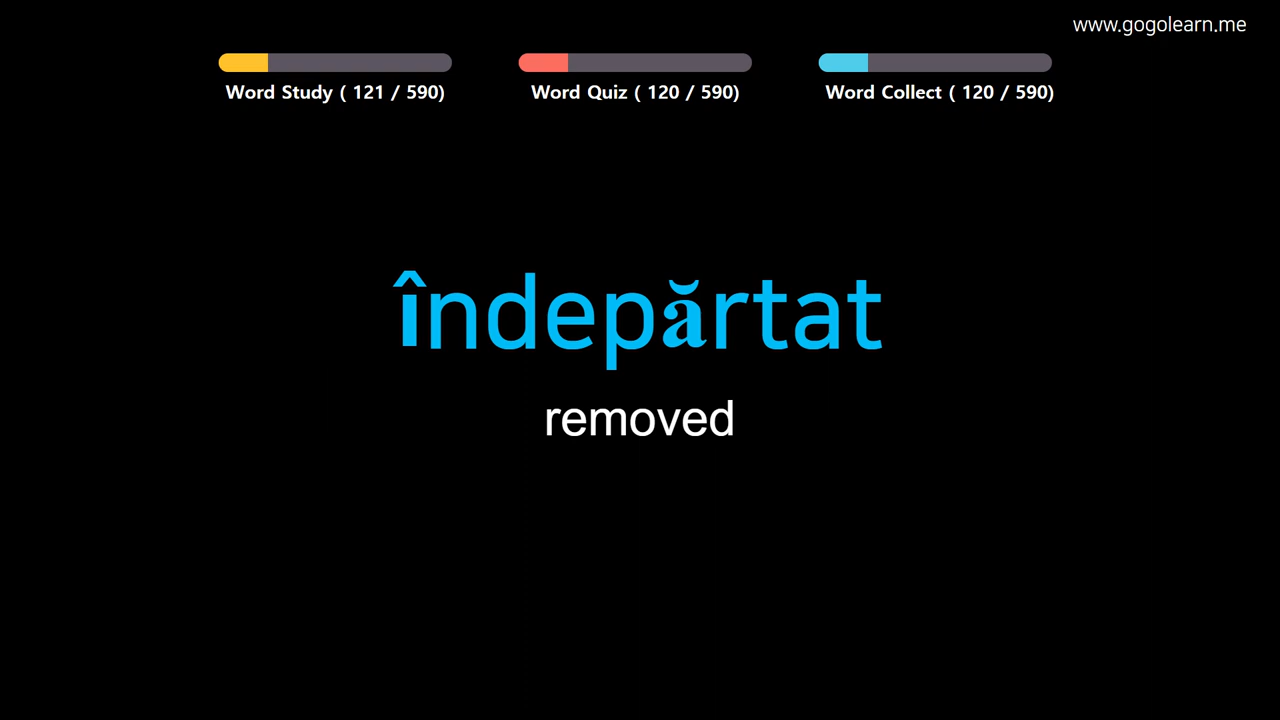 www.gogolearn.me
Word Study ( 121 / 590)
Word Quiz ( 120 / 590)
Word Collect ( 120 / 590)
îndepărtat
removed